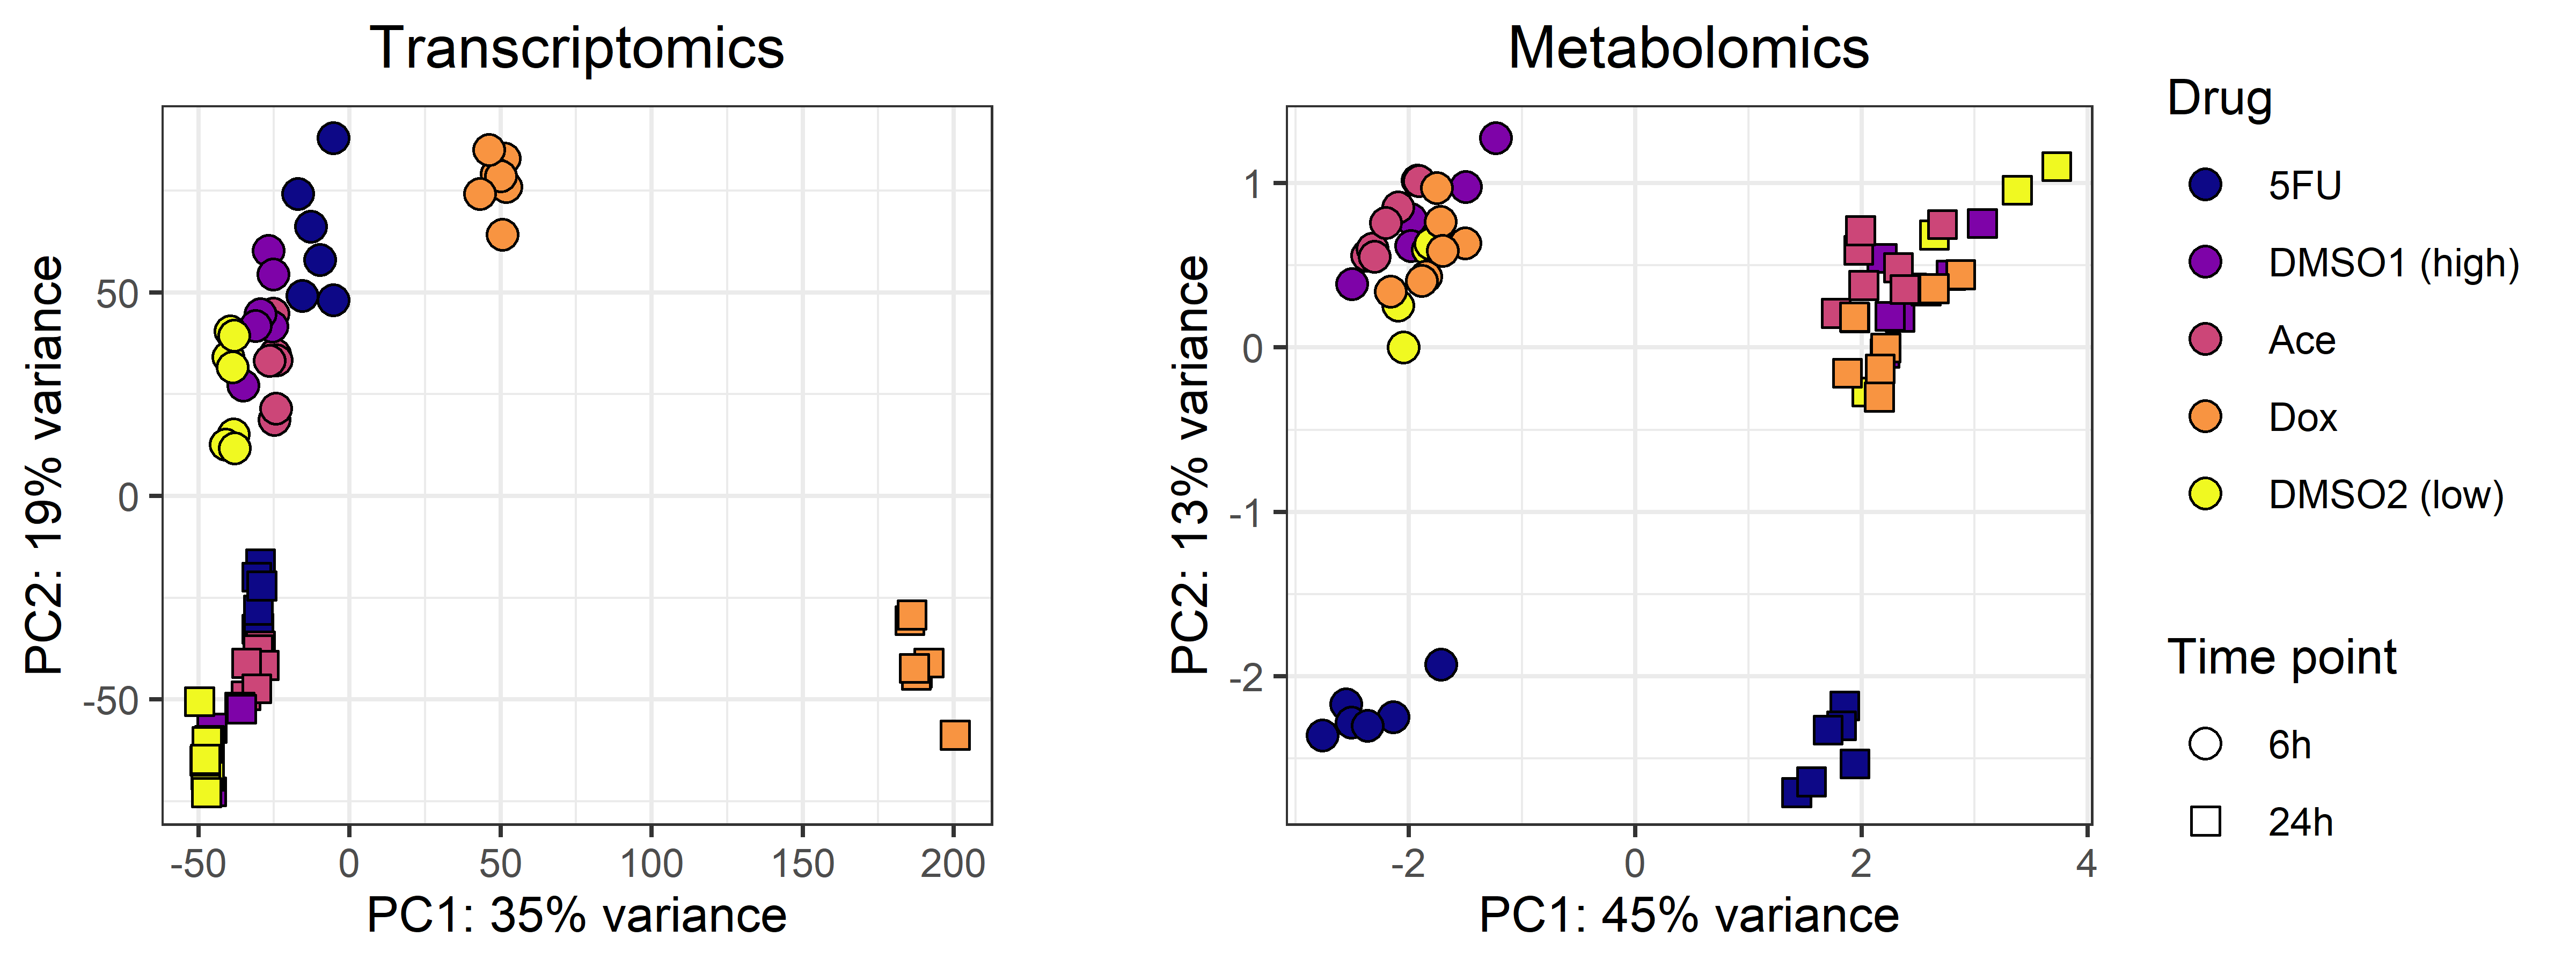 Transcriptomics
PC2: 19% variance
50
0
-50
-50
0
50
100
150
200
PC1: 35% variance
Metabolomics
PC2: 13% variance
1
0
-1
-2
-2
0
2
4
PC1: 45% variance
Drug
5FU
DMSO1 (high)
Ace
Dox
DMSO2 (low)
Time point
6h
24h